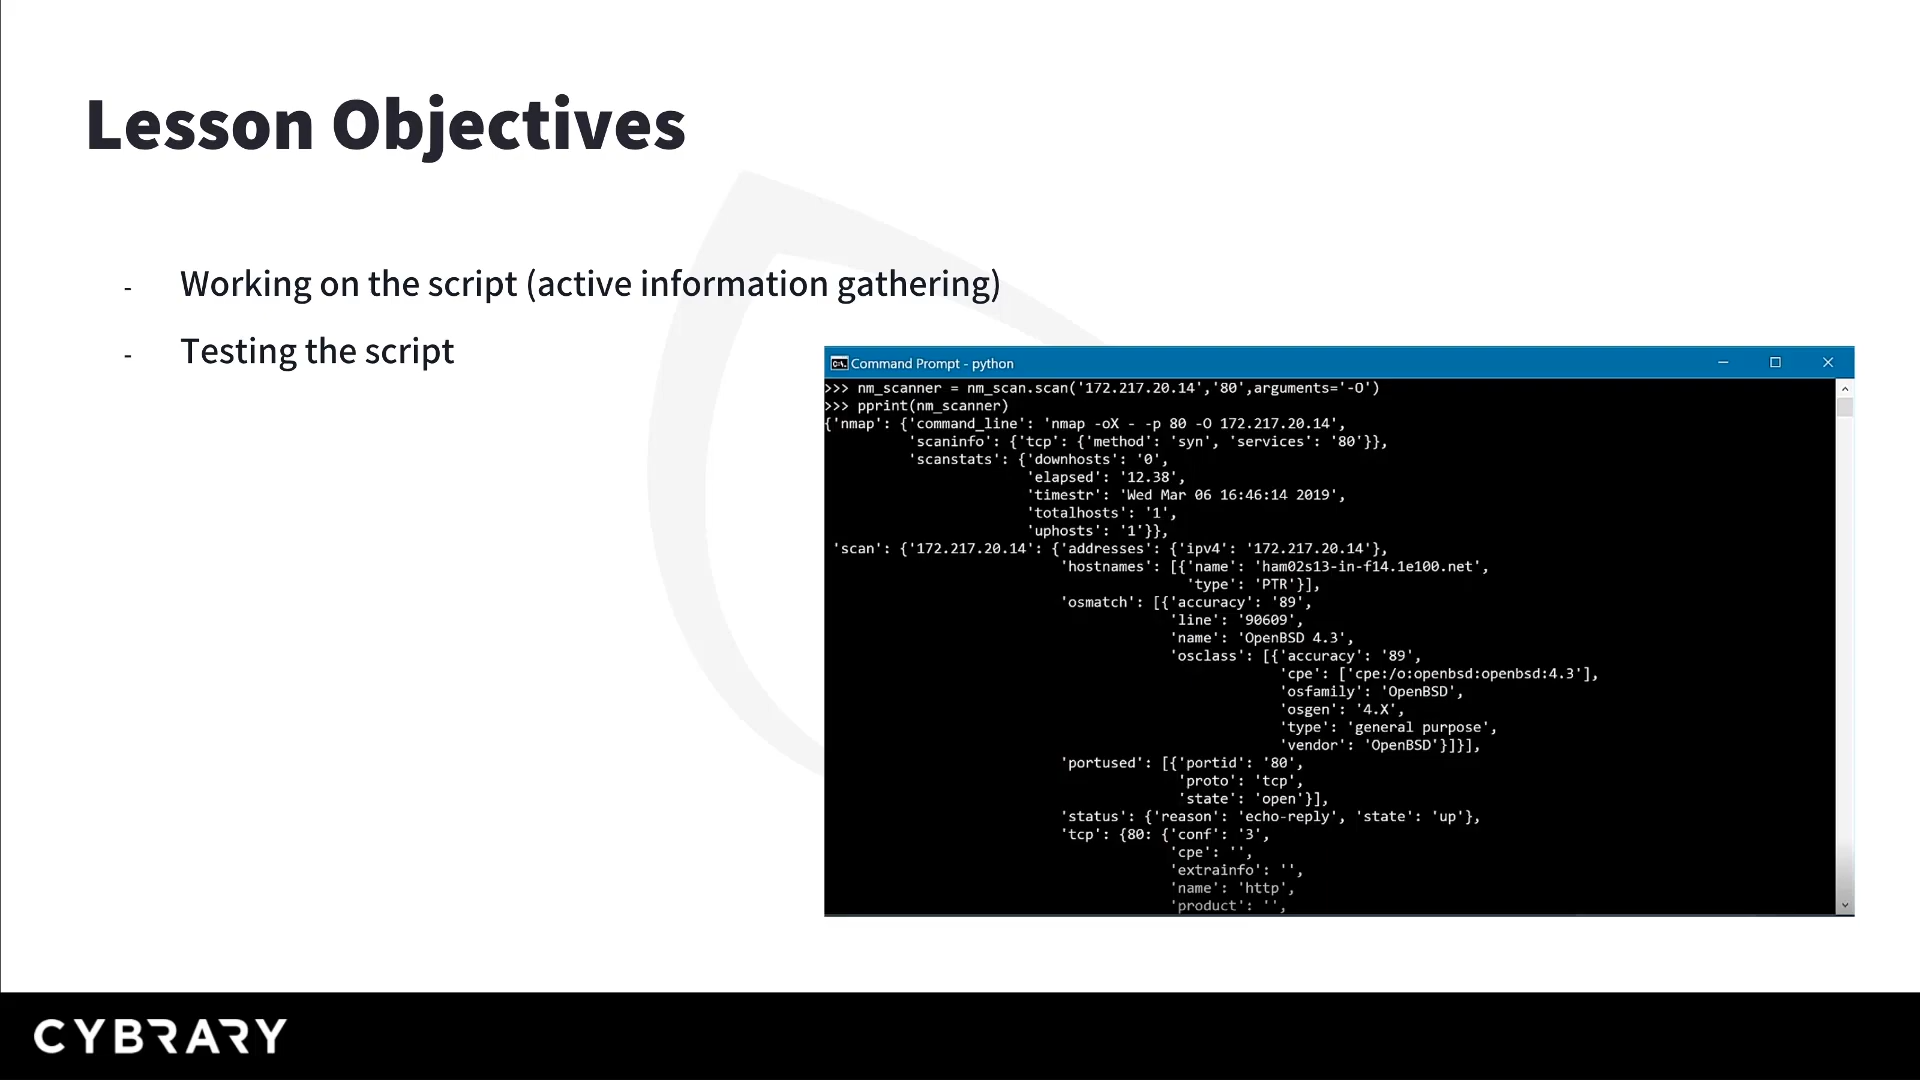 Lesson Objectives
- Working on the script (active information gathering)
- Testing the script
Command Prompt - python
>>> nm_scanner = nm_scan.scan('172.217.20.14','80',arguments='-O')
>>> pprint(nm_scanner)
{'nmap': {'command_line': 'nmap -oX - -p 80 -O 172.217.20.14',
'scaninfo': {'tcp': {'method': 'syn', 'services': '80'}},
'scanstats': {'downhosts': '0',
'elapsed': '12.38',
'timestr': 'Wed Mar 06 16:46:14 2019',
'totalhosts': '1',
'uphosts': '1'}},
'scan': {'172.217.20.14': {'addresses': {'ipv4': '172.217.20.14'},
'hostnames': [{'name': 'ham02s13-in-f14.1e100.net',
'type': 'PTR'}],
'osmatch': [{'accuracy': '89',
'line': '90609',
'name': 'OpenBSD 4.3',
'osclass': [{'accuracy': '89',
'cpe': ['cpe:/o:openbsd:openbsd:4.3'],
'osfamily': 'OpenBSD',
'osgen': '4.X',
'type': 'general purpose',
'vendor': 'OpenBSD'}]}],
'portused': [{'portid': '80',
'proto': 'tcp',
'state': 'open'}],
'status': {'reason': 'echo-reply', 'state': 'up'},
'tcp': {80: {'conf': '3',
'cpe': '',
'extrainfo': '',
'name': 'http',
'product': '',
CYBRARY